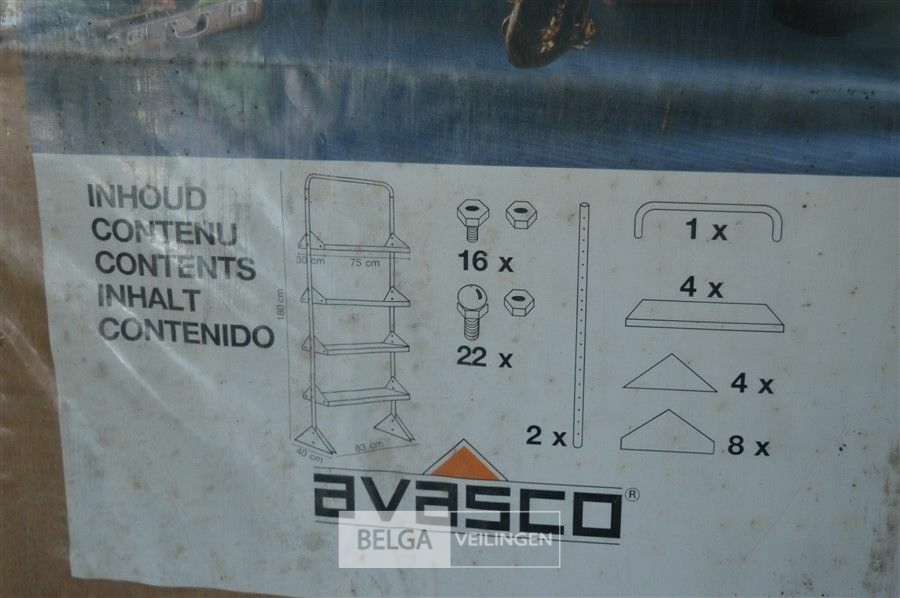 INHOUD
CONTENU
CONTENTS
INHALT
CONTENIDO
30 cm
75 cm
180 cm
40 cm
83 cm
16 x
22 x
2 x
1 x
4 x
4 x
8 x
avasco®
BELGA VEILINGEN